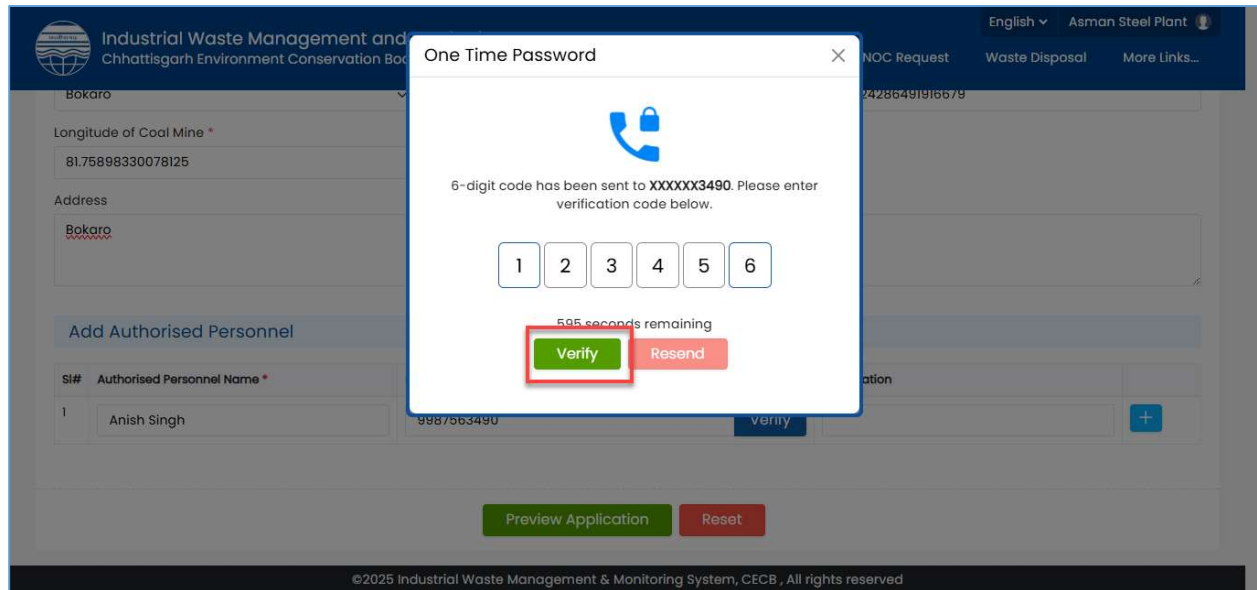 English
Asman Steel Plant
Industrial Waste Management and
Chhattisgarh Environment Conservation
NOC Request
Waste Disposal
More Links...
One Time Password
Bokaro
24286491916679
Longitude of Coal Mine *
81.75898330078125
6-digit code has been sent to XXXXXX3490. Please enter
verification code below.
Address
Bokaro
1 2 3 4 5 6
595 seconds remaining
Verify
Resend
Add Authorised Personnel
Sl#
Authorised Personnel Name *
1
Anish Singh
9987563490
Verify
+
Preview Application
Reset
©2025 Industrial Waste Management & Monitoring System, CECB , All rights reserved